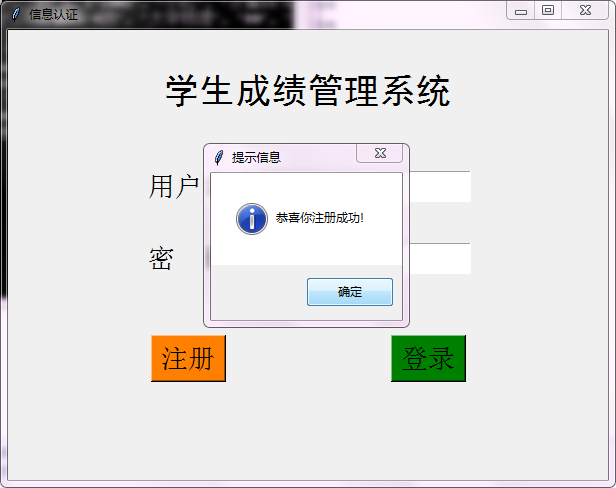 信息认证
学生成绩管理系统
提示信息
用户
恭喜你注册成功!
密
确定
注册
登录